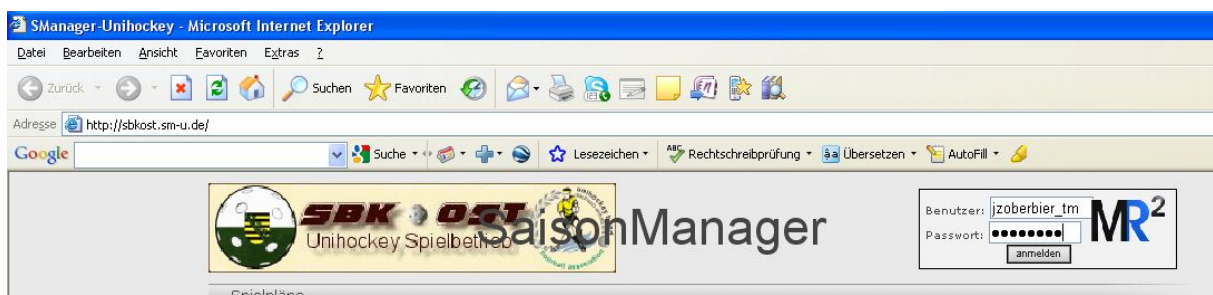 SManager-Unihockey - Microsoft Internet Explorer
Datei Bearbeiten Ansicht Favoriten Extras ?
Zurück Suchen Favoriten
Adresse http://sbkost.sm-u.de/
Google Suche Lesezeichen Rechtschreibprüfung Übersetzen AutoFill
SBK OST
Unihockey Spielbetrieb
SaisonManager
Benutzer: jzoberbier_tm
Passwort: ●●●●●●●●
anmelden
MR2
Spielpläne